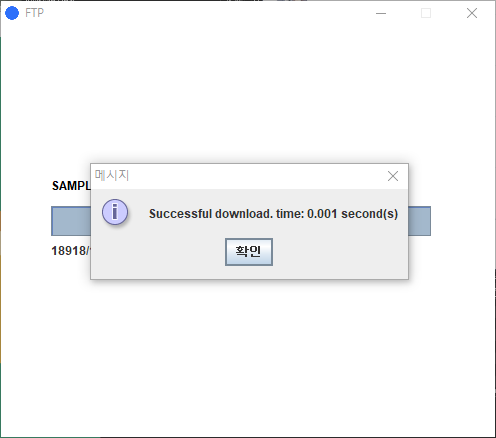 FTP
메시지
SAMPL
Successful download. time: 0.001 second(s)
18918/
확인